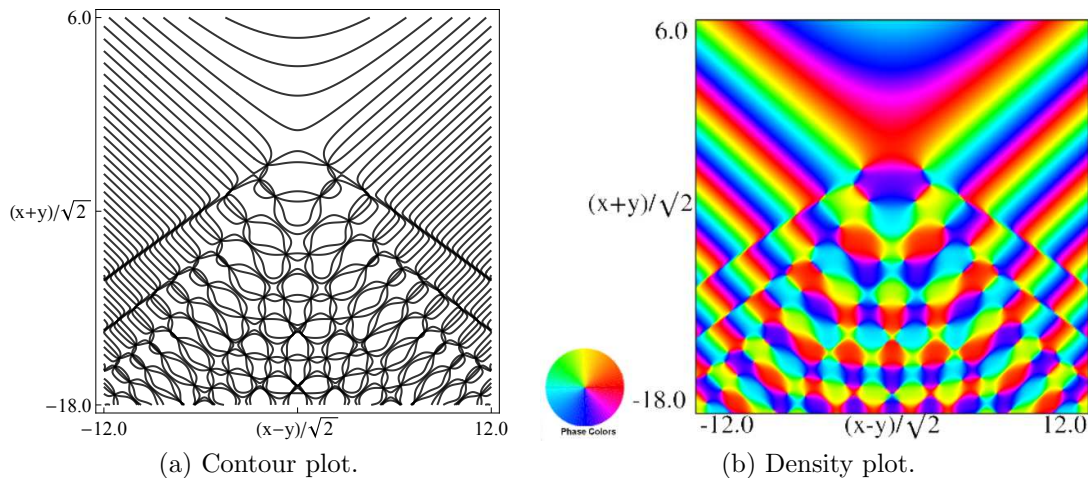 6.0
(x+y)/√2
−18.0
−12.0
(x−y)/√2
12.0
(a) Contour plot.
6.0
(x+y)/√2
Phase Colors
-18.0
-12.0
(x-y)/√2
12.0
(b) Density plot.